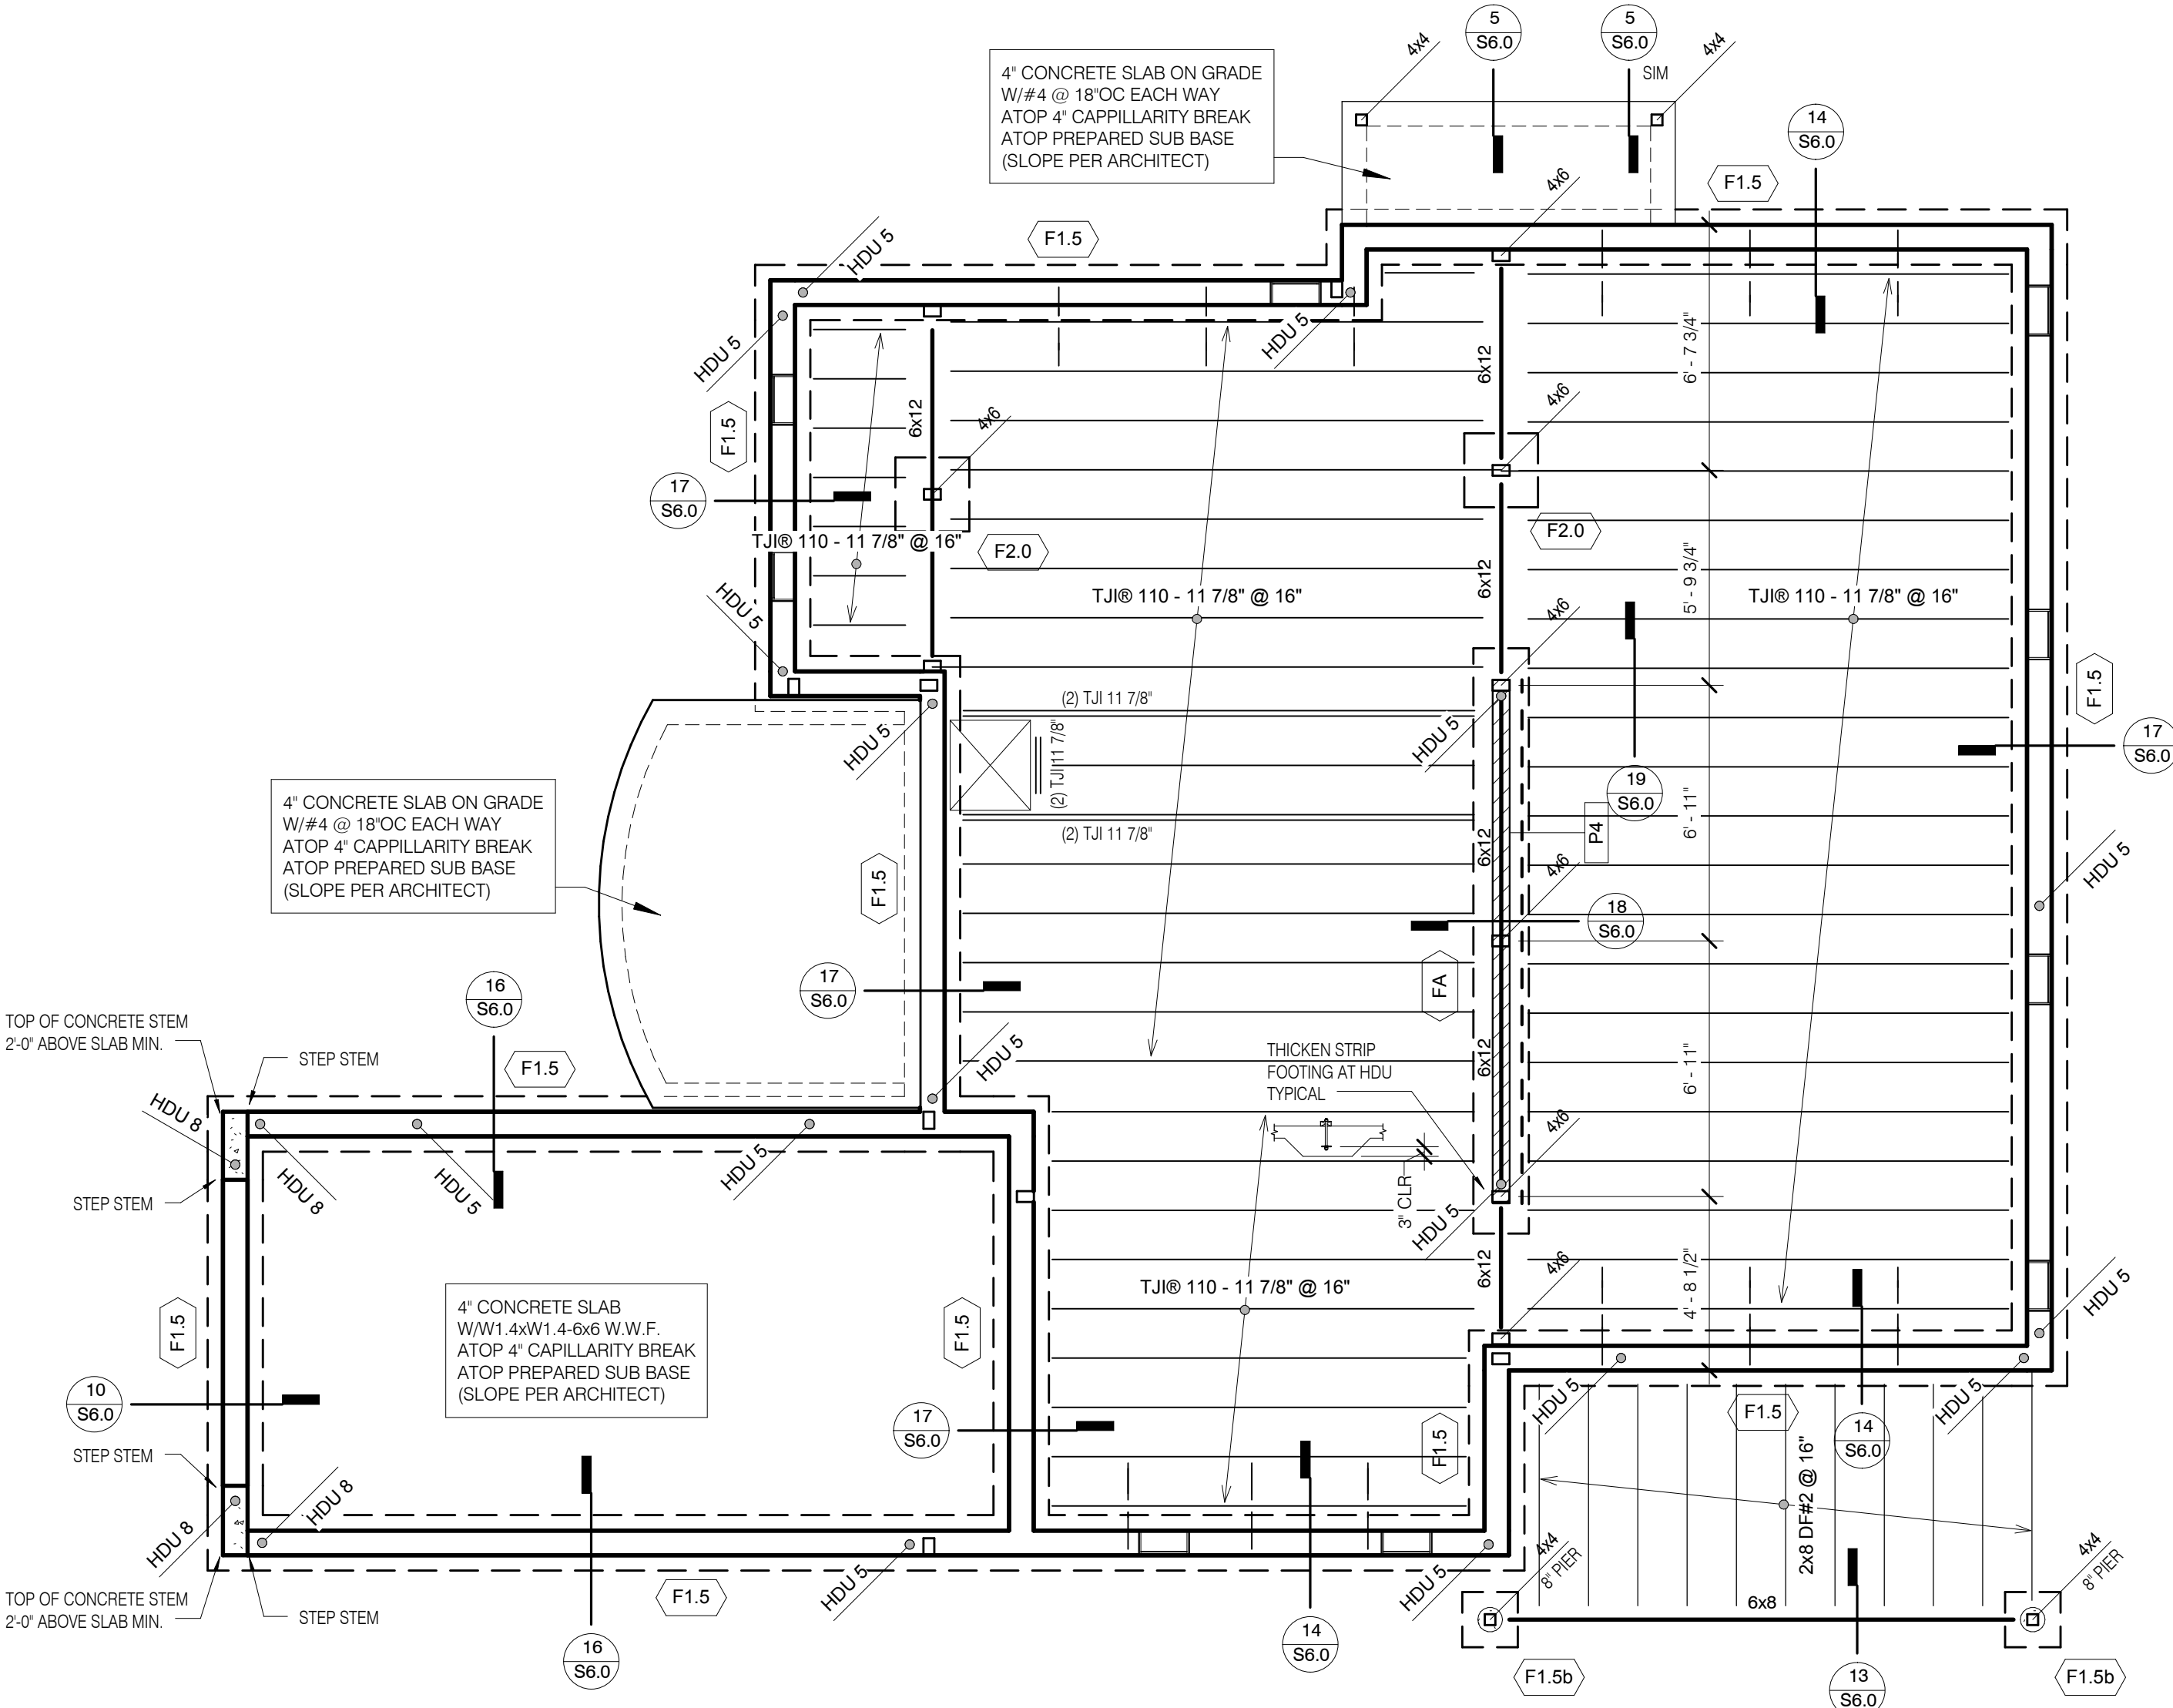 5
S6.0
5
S6.0
SIM
4x4
4x4
4" CONCRETE SLAB ON GRADE
W/#4 @ 18"OC EACH WAY
ATOP 4" CAPPILLARITY BREAK
ATOP PREPARED SUB BASE
(SLOPE PER ARCHITECT)
14
S6.0
F1.5
4x6
F1.5
HDU 5
HDU 5
HDU 5
6x12
6'- 7 3/4"
4x6
6x12
4x6
F1.5
17
S6.0
TJI® 110 - 11 7/8" @ 16"
F2.0
F2.0
6x12
5'- 9 3/4"
TJI® 110 - 11 7/8" @ 16"
TJI® 110 - 11 7/8" @ 16"
4x6
HDU 5
F1.5
(2) TJI 11 7/8"
HDU 5
(2) TJI 11 7/8"
HDU 5
17
S6.0
19
S6.0
4" CONCRETE SLAB ON GRADE
W/#4 @ 18"OC EACH WAY
ATOP 4" CAPPILLARITY BREAK
ATOP PREPARED SUB BASE
(SLOPE PER ARCHITECT)
(2) TJI 11 7/8"
6x12
P4
6'- 11"
4x6
HDU 5
F1.5
18
S6.0
FA
17
S6.0
16
S6.0
TOP OF CONCRETE STEM
2'-0" ABOVE SLAB MIN.
STEP STEM
F1.5
HDU 5
THICKEN STRIP
FOOTING AT HDU
TYPICAL
6x12
6'- 11"
HDU 8
HDU 8
HDU 5
HDU 5
4x6
3" CLR
HDU 5
STEP STEM
4x6
6x12
4'- 8 1/2"
TJI® 110 - 11 7/8" @ 16"
HDU 5
4" CONCRETE SLAB
W/W1.4xW1.4-6x6 W.W.F.
ATOP 4" CAPILLARITY BREAK
ATOP PREPARED SUB BASE
(SLOPE PER ARCHITECT)
F1.5
F1.5
10
S6.0
17
S6.0
F1.5
HDU 5
F1.5
14
S6.0
HDU 5
STEP STEM
HDU 8
HDU 8
2x8 DF#2 @ 16"
TOP OF CONCRETE STEM
2'-0" ABOVE SLAB MIN.
STEP STEM
F1.5
HDU 5
HDU 5
4x4
8" PIER
4x4
8" PIER
6x8
16
S6.0
14
S6.0
F1.5b
13
S6.0
F1.5b